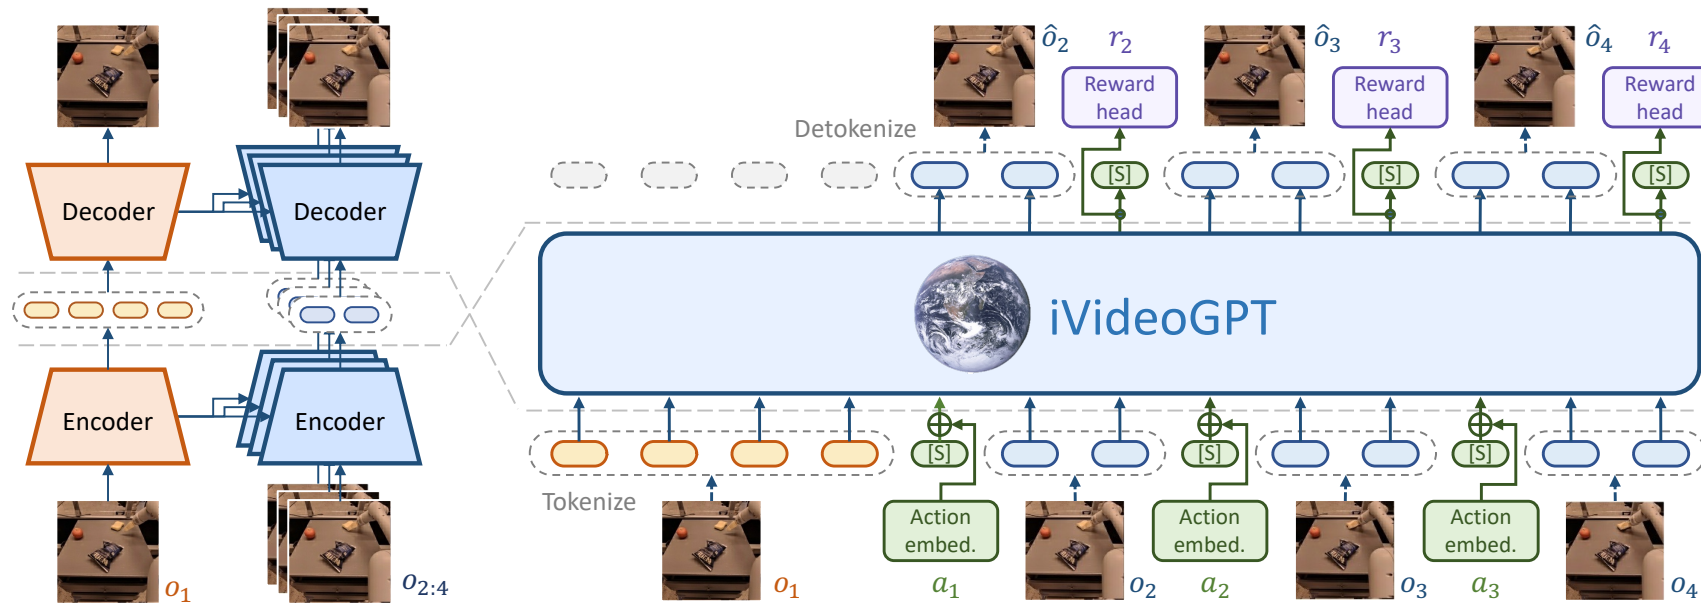 ô₂ r₂ ô₃ r₃ ô₄ r₄
Reward head
Reward head
Reward head
Detokenize
[S] [S] [S]
Decoder
Decoder
iVideoGPT
Encoder
Encoder
[S] [S] [S]
Tokenize
Action embed.
Action embed.
Action embed.
o₁ o₂:₄ o₁ a₁ o₂ a₂ o₃ a₃ o₄